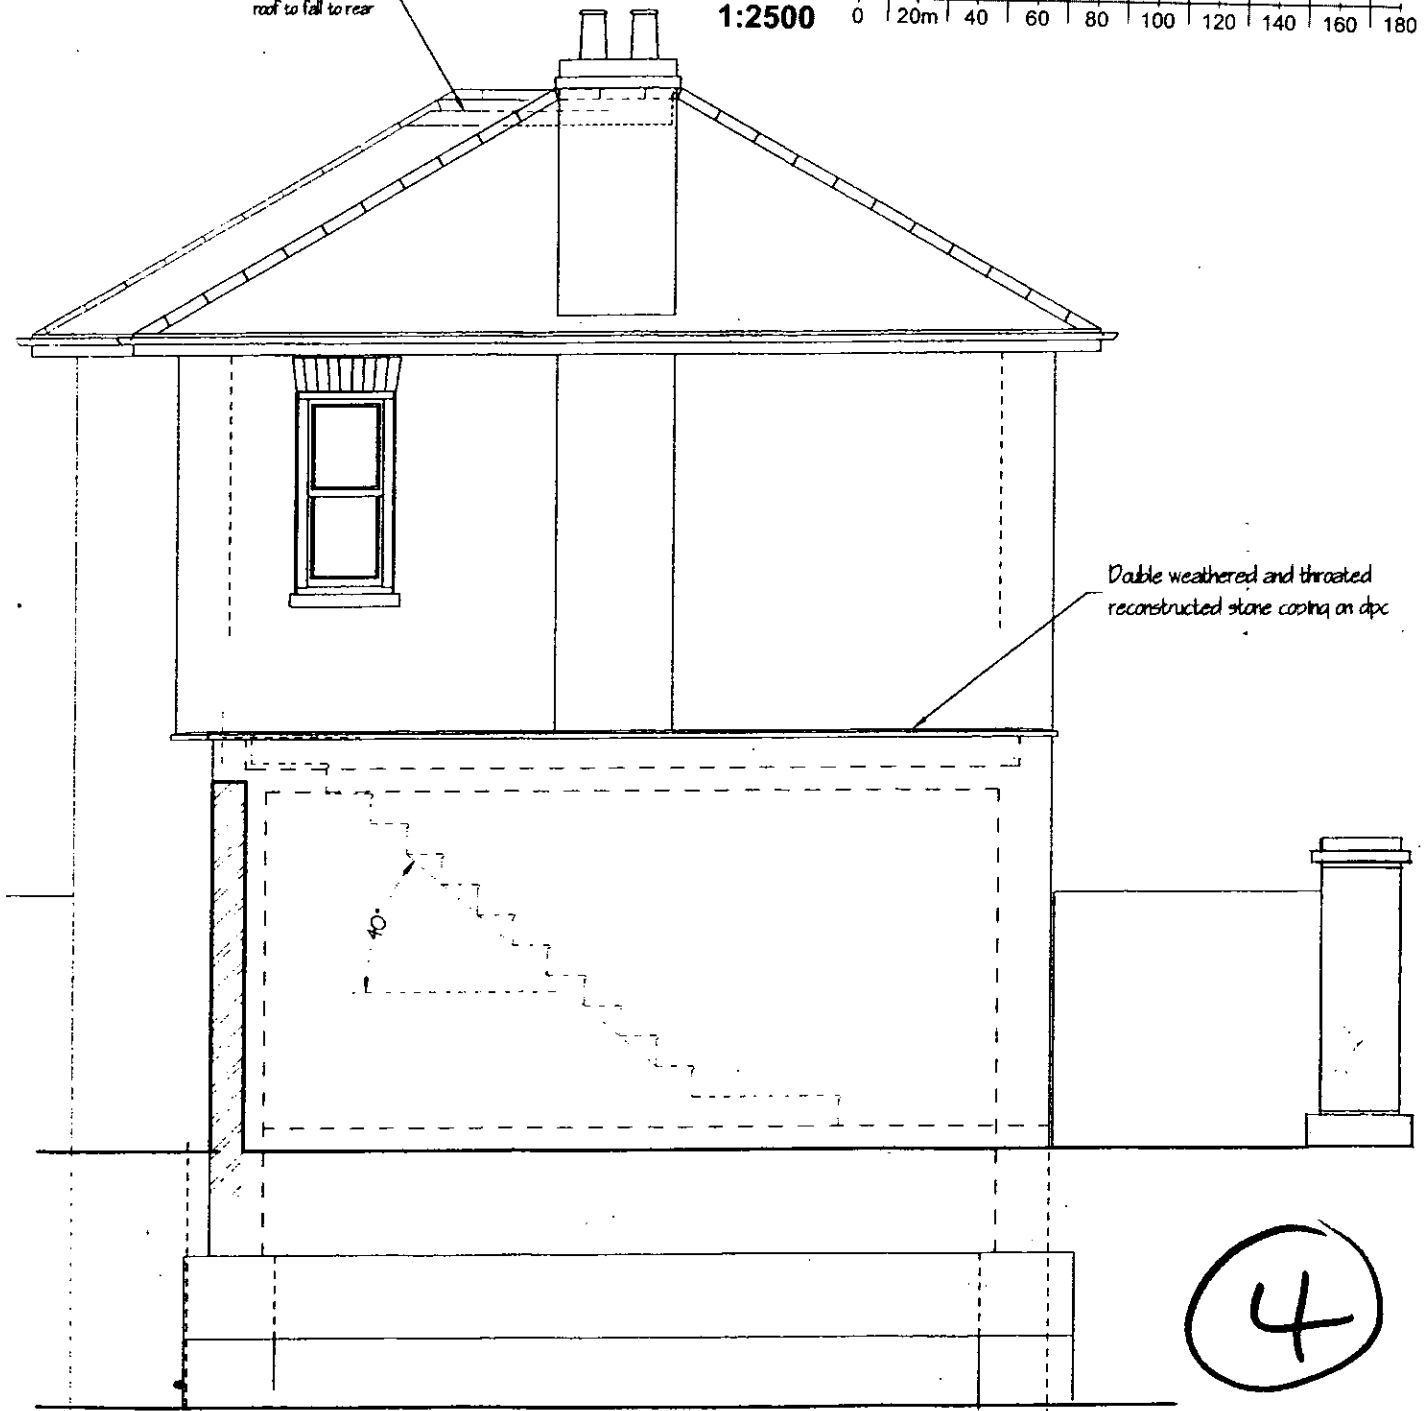 roof to fall to rear
1:2500 0 20m 40 60 80 100 120 140 160 180
Double weathered and throated
reconstructed stone coping on dpc
40°
4